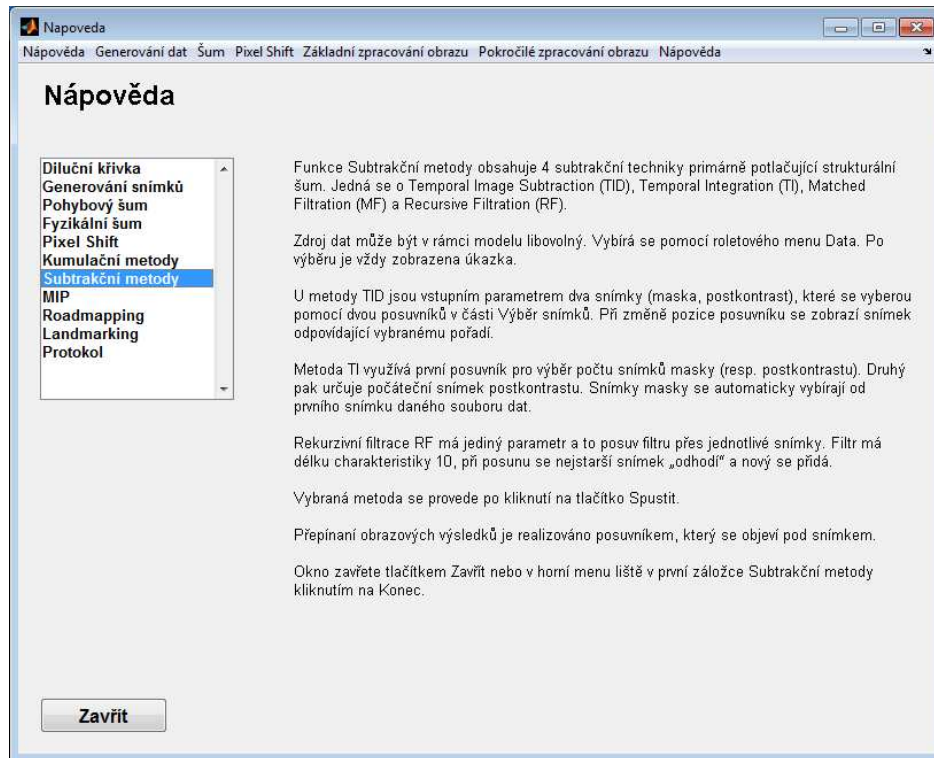 Napoveda
Nápověda Generování dat Šum Pixel Shift Základní zpracování obrazu Pokročilé zpracování obrazu Nápověda
Nápověda
Diluční křivka
Generování snímků
Pohybový šum
Fyzikální šum
Pixel Shift
Kumulační metody
Subtrakční metody
MIP
Roadmapping
Landmarking
Protokol
Funkce Subtrakční metody obsahuje 4 subtrakční techniky primárně potlačující strukturální
šum. Jedná se o Temporal Image Subtraction (TID), Temporal Integration (TI), Matched
Filtration (MF) a Recursive Filtration (RF).
Zdroj dat může být v rámci modelu libovolný. Vybírá se pomocí roletového menu Data. Po
výběru je vždy zobrazena úkazka.
U metody TID jsou vstupním parametrem dva snímky (maska, postkontrast), které se vyberou
pomocí dvou posuvníků v části Výběr snímků. Při změně pozice posuvníku se zobrazí snímek
odpovídající vybranému pořadí.
Metoda TI využívá první posuvník pro výběr počtu snímků masky (resp. postkontrastu). Druhý
pak určuje počáteční snímek postkontrastu. Snímky masky se automaticky vybírají od
prvního snímku daného souboru dat.
Rekurzivní filtrace RF má jediný parametr a to posuv filtru přes jednotlivé snímky. Filtr má
délku charakteristiky 10, při posunu se nejstarší snímek „odhodí" a nový se přidá.
Vybraná metoda se provede po kliknutí na tlačítko Spustit.
Přepínaní obrazových výsledků je realizováno posuvníkem, který se objeví pod snímkem.
Okno zavřete tlačítkem Zavřít nebo v horní menu liště v první záložce Subtrakční metody
kliknutím na Konec.
Zavřít